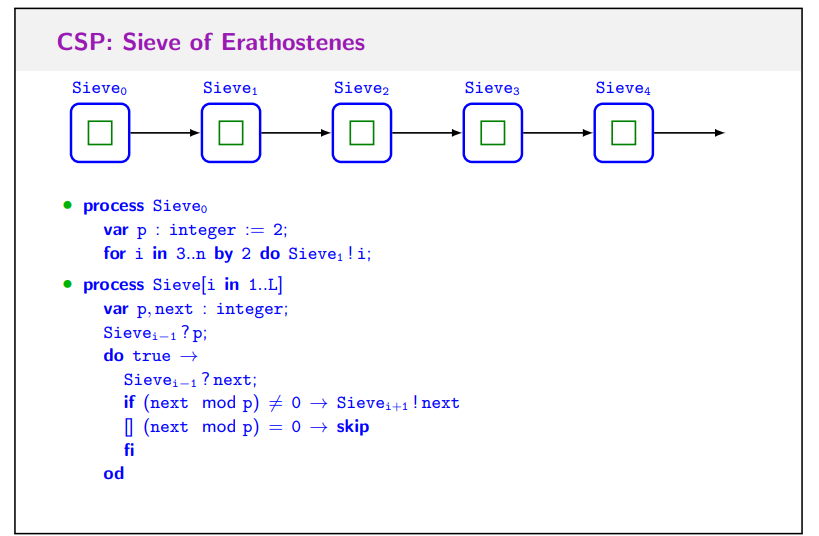 CSP: Sieve of Erathostenes
Sieve₀ Sieve₁ Sieve₂ Sieve₃ Sieve₄
• process Sieve₀
var p : integer := 2;
for i in 3..n by 2 do Sieve₁ ! i;
• process Sieve[i in 1..L]
var p, next : integer;
Sieveᵢ₋₁ ? p;
do true →
Sieveᵢ₋₁ ? next;
if (next mod p) ≠ 0 → Sieveᵢ₊₁ ! next
[] (next mod p) = 0 → skip
fi
od